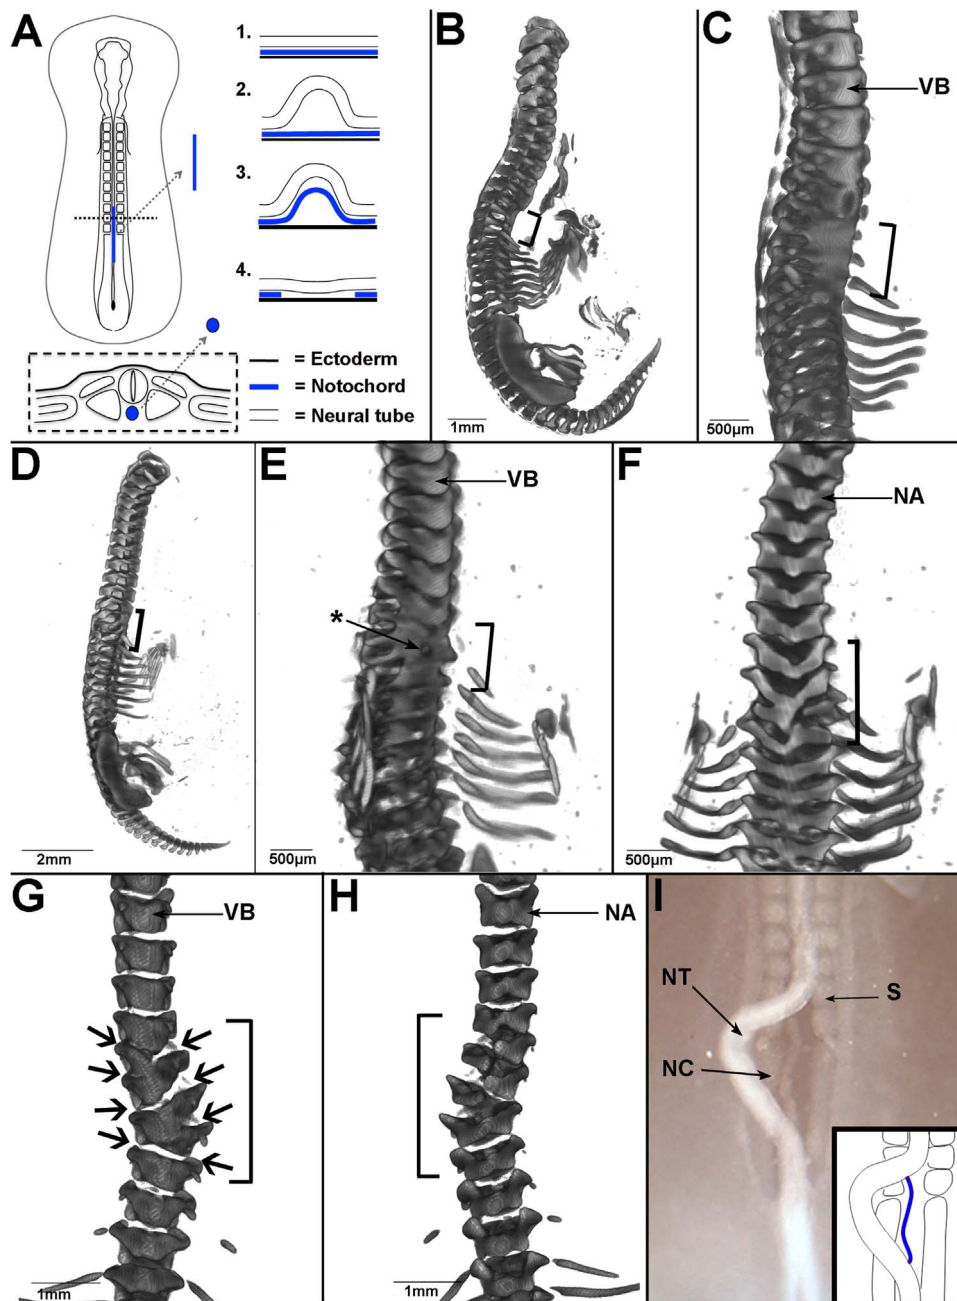 A
1.
2.
3.
4.
= Ectoderm
= Notochord
= Neural tube
B
1mm
C
VB
500µm
D
2mm
E
VB
*
500µm
F
NA
500µm
G
VB
1mm
H
NA
1mm
I
NT
S
NC